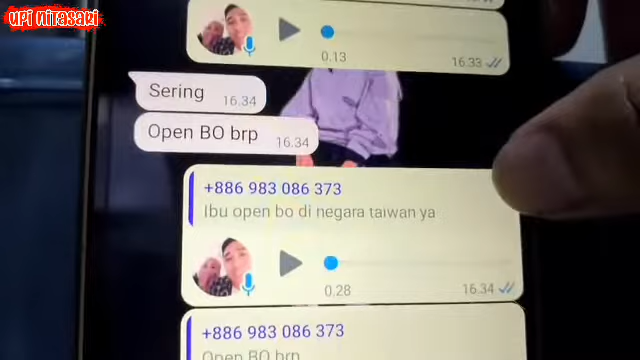 UPI NITASARI
0.13
16.33
Sering
16.34
Open BO brp
16.34
+886 983 086 373
Ibu open bo di negara taiwan ya
0.28
16.34
+886 983 086 373
Open BO brp